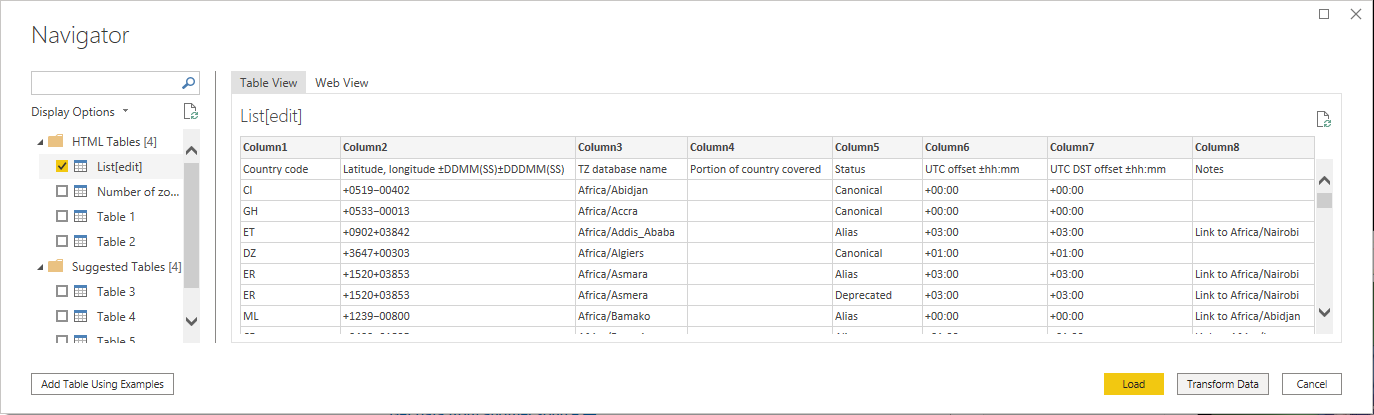 Navigator
Display Options
HTML Tables [4]
List[edit]
Number of zo...
Table 1
Table 2
Suggested Tables [4]
Table 3
Table 4
Table 5
Table View Web View
List[edit]
Column1 Column2 Column3 Column4 Column5 Column6 Column7 Column8
Country code Latitude, longitude ±DDMM(SS)±DDDMM(SS) TZ database name Portion of country covered Status UTC offset ±hh:mm UTC DST offset ±hh:mm Notes
CI +0519−00402 Africa/Abidjan Canonical +00:00 +00:00
GH +0533−00013 Africa/Accra Canonical +00:00 +00:00
ET +0902+03842 Africa/Addis_Ababa Alias +03:00 +03:00 Link to Africa/Nairobi
DZ +3647+00303 Africa/Algiers Canonical +01:00 +01:00
ER +1520+03853 Africa/Asmara Alias +03:00 +03:00 Link to Africa/Nairobi
ER +1520+03853 Africa/Asmera Deprecated +03:00 +03:00 Link to Africa/Nairobi
ML +1239−00800 Africa/Bamako Alias +00:00 +00:00 Link to Africa/Abidjan
Add Table Using Examples
Load Transform Data Cancel